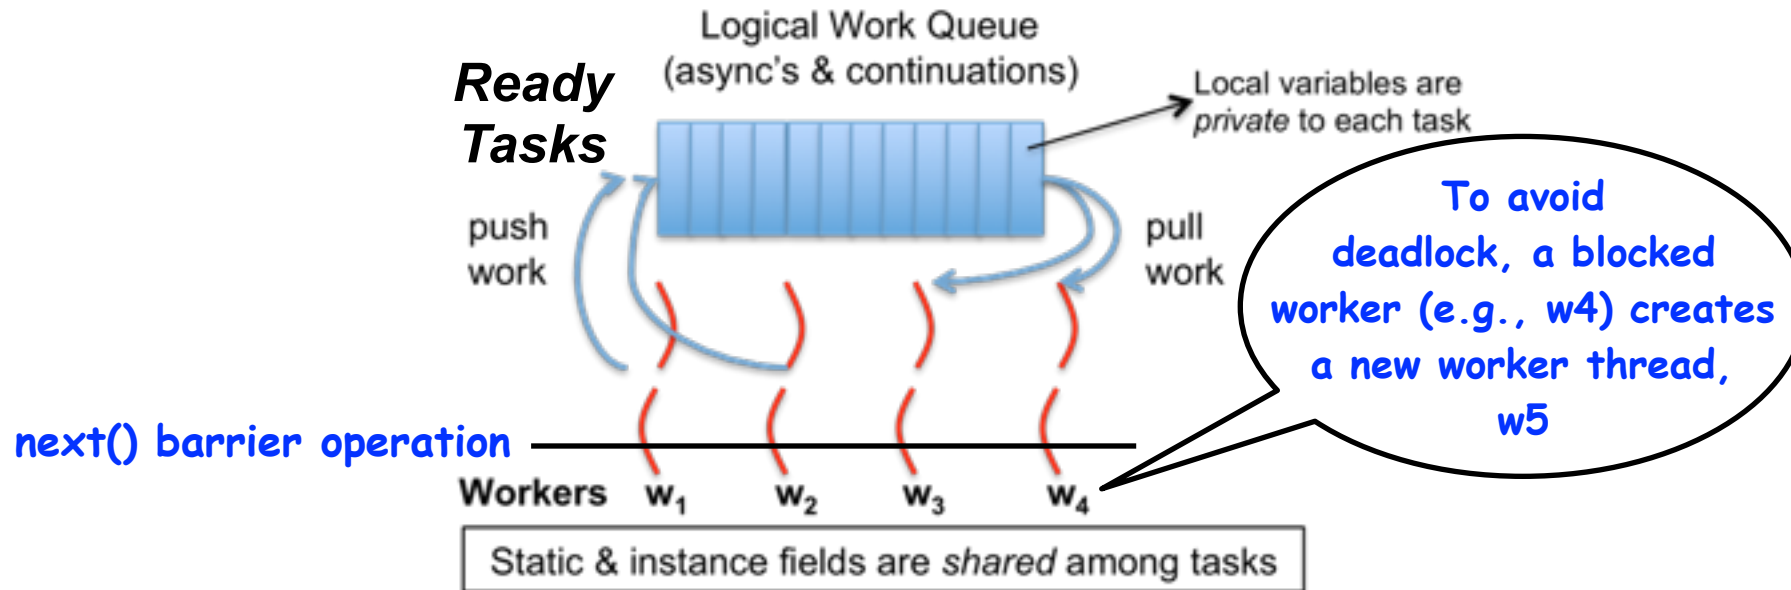 Logical Work Queue
(async's & continuations)
Ready
Tasks
Local variables are
private to each task
push
work
pull
work
To avoid
deadlock, a blocked
worker (e.g., w4) creates
a new worker thread,
w5
next() barrier operation
Workers w1 w2 w3 w4
Static & instance fields are shared among tasks